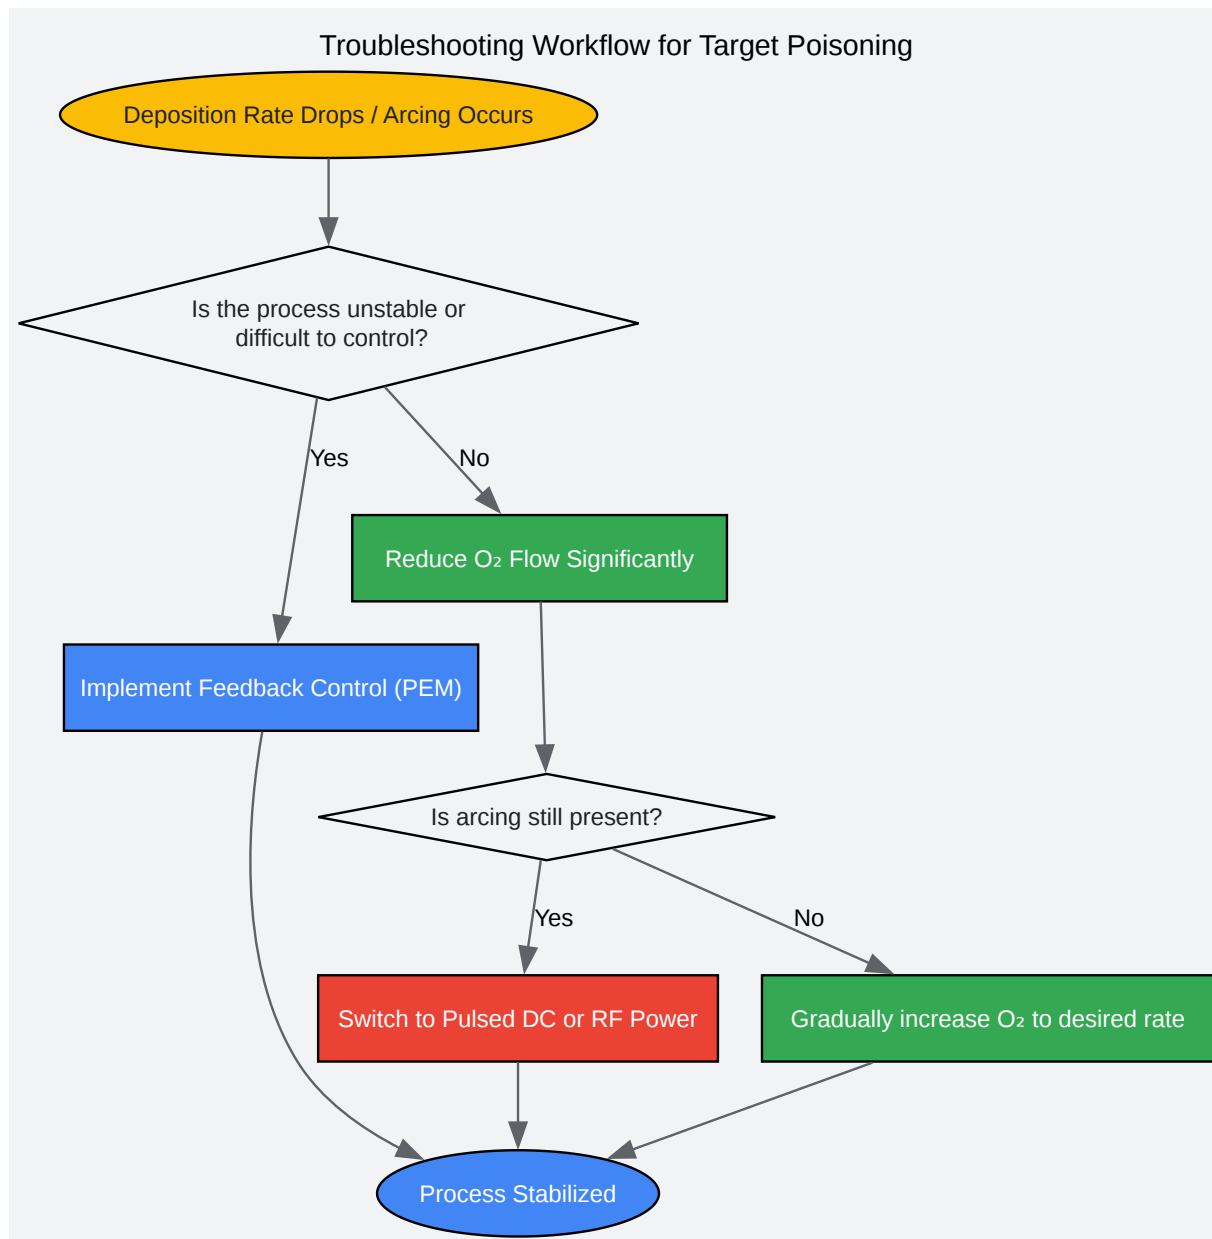 Troubleshooting Workflow for Target Poisoning
Deposition Rate Drops / Arcing Occurs
Is the process unstable or
difficult to control?
Yes
No
Reduce O₂ Flow Significantly
Implement Feedback Control (PEM)
Is arcing still present?
Yes
No
Switch to Pulsed DC or RF Power
Gradually increase O₂ to desired rate
Process Stabilized